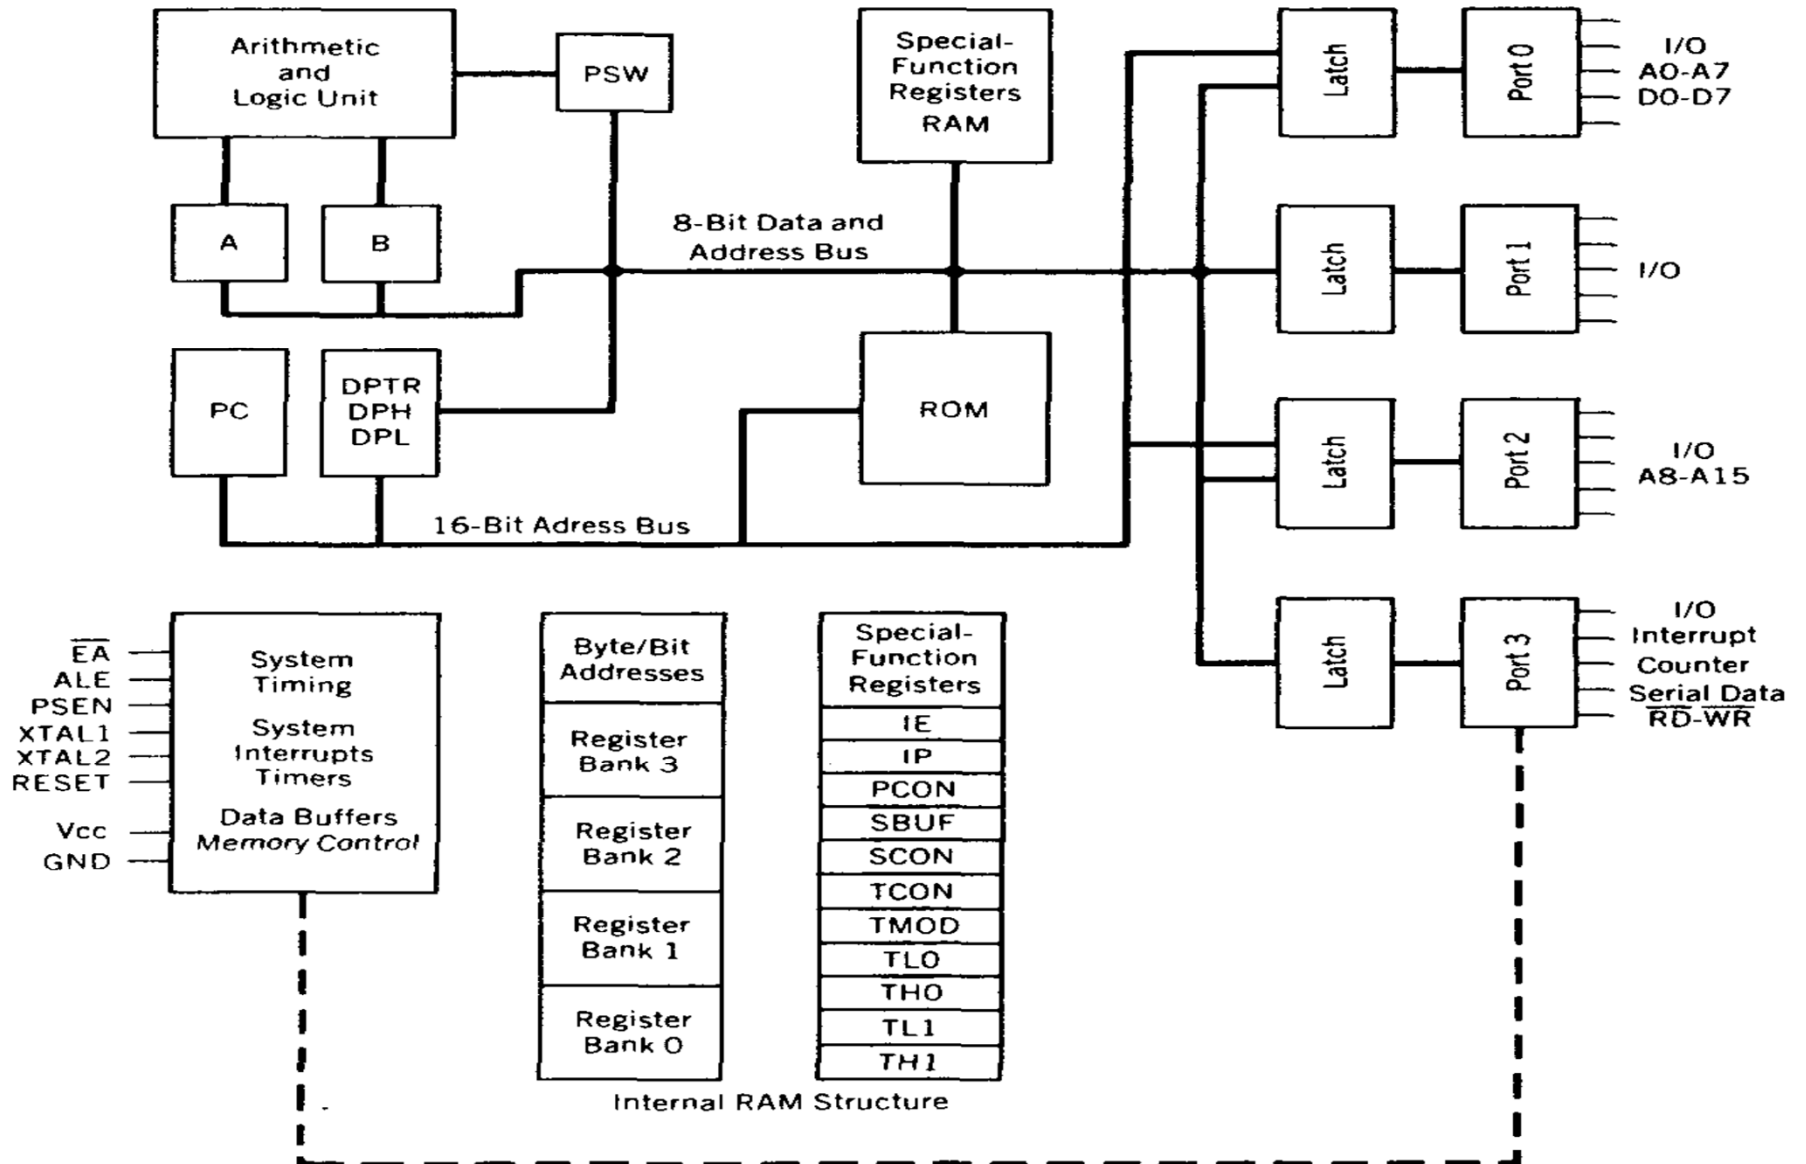 Arithmetic
and
Logic Unit
PSW
Special-
Function
Registers
RAM
Latch
Port 0
I/O
A0-A7
D0-D7
A
B
8-Bit Data and
Address Bus
Latch
Port 1
I/O
PC
DPTR
DPH
DPL
ROM
Latch
Port 2
I/O
A8-A15
16-Bit Adress Bus
Latch
Port 3
I/O
Interrupt
Counter
Serial Data
RD-WR
EA
ALE
PSEN
XTAL1
XTAL2
RESET
Vcc
GND
System
Timing
System
Interrupts
Timers
Data Buffers
Memory Control
Byte/Bit
Addresses
Register
Bank 3
Register
Bank 2
Register
Bank 1
Register
Bank 0
Special-
Function
Registers
IE
IP
PCON
SBUF
SCON
TCON
TMOD
TL0
TH0
TL1
TH1
Internal RAM Structure